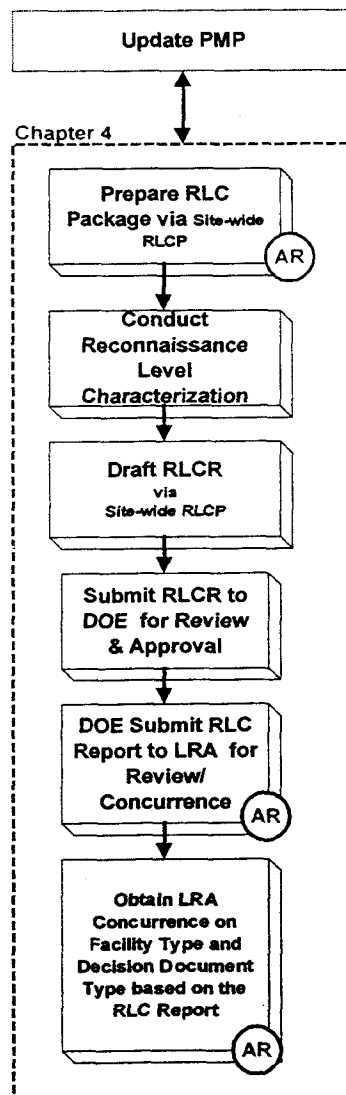 Update PMP
Chapter 4
Prepare RLC
Package via Site-wide
RLCP
AR
Conduct
Reconnaissance
Level
Characterization
Draft RLCR
via
Site-wide RLCP
Submit RLCR to
DOE for Review
& Approval
DOE Submit RLC
Report to LRA for
Review/
Concurrence
AR
Obtain LRA
Concurrence on
Facility Type and
Decision Document
Type based on the
RLC Report
AR